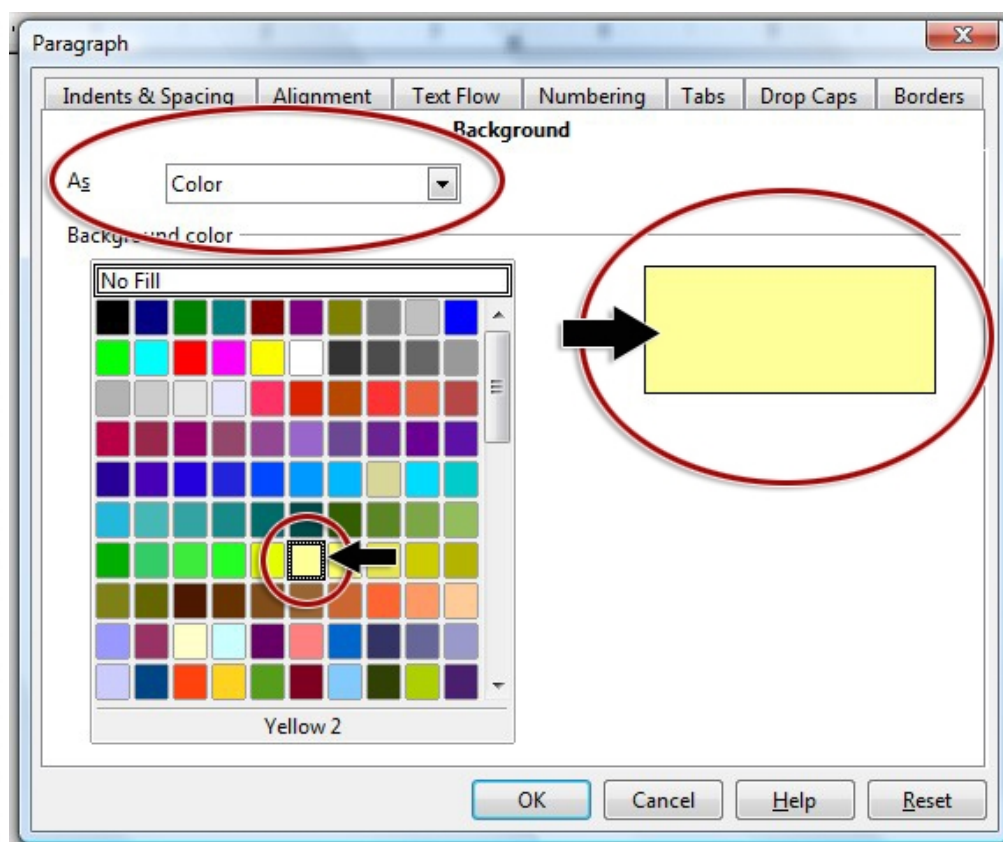 Paragraph
Indents & Spacing Alignment Text Flow Numbering Tabs Drop Caps Borders
Background
As Color
Background color
No Fill
Yellow 2
OK Cancel Help Reset